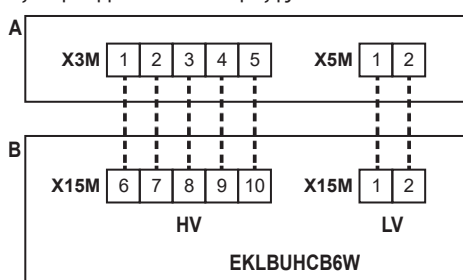 A
X3M 1 2 3 4 5 X5M 1 2
B
X15M 6 7 8 9 10 X15M 1 2
HV LV
EKLBUHCB6W